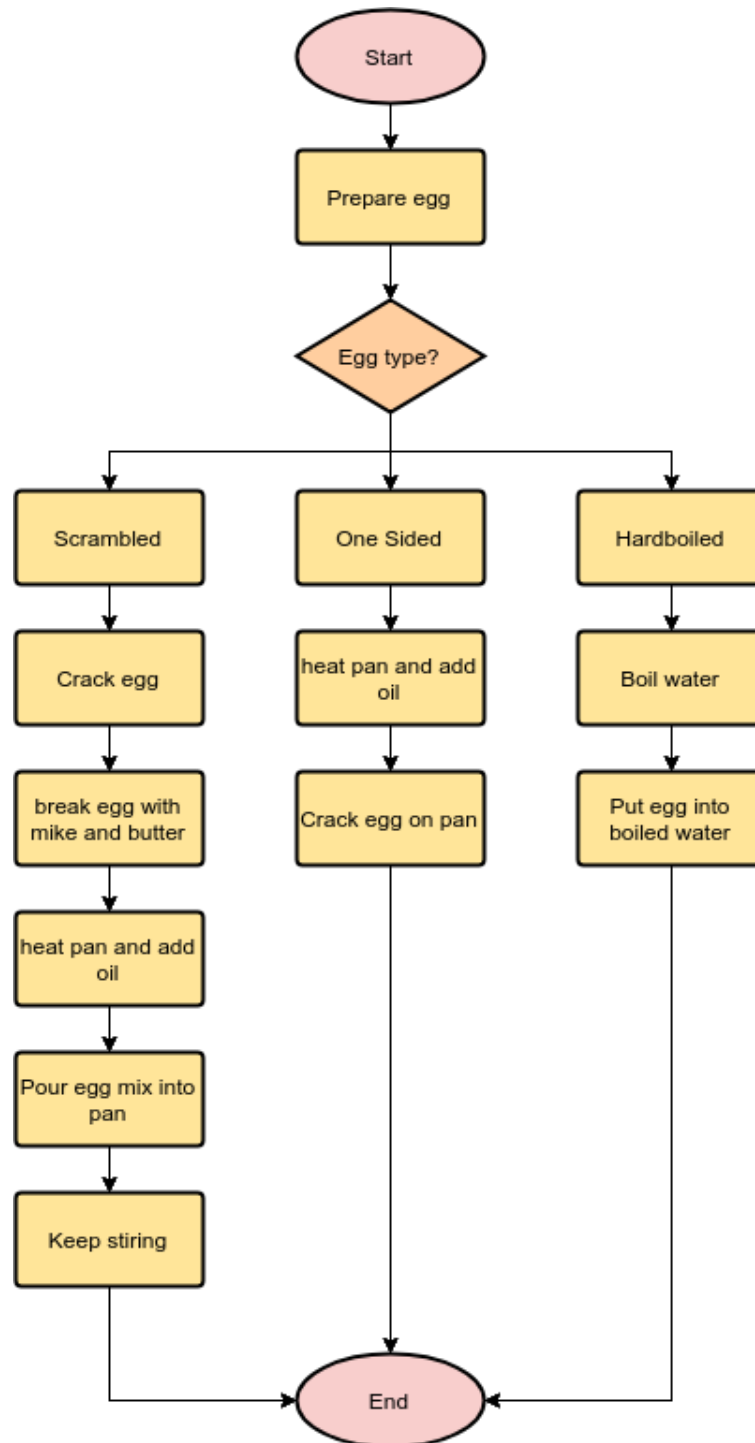 Start
Prepare egg
Egg type?
Scrambled
One Sided
Hardboiled
Crack egg
heat pan and add
oil
Boil water
break egg with
mike and butter
Crack egg on pan
Put egg into
boiled water
heat pan and add
oil
Pour egg mix into
pan
Keep stiring
End